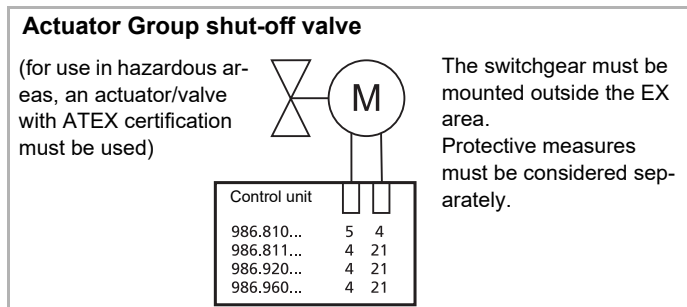 Actuator Group shut-off valve
(for use in hazardous ar-
eas, an actuator/valve
with ATEX certification
must be used)
M
The switchgear must be
mounted outside the EX
area.
Protective measures
must be considered sep-
arately.
Control unit
986.810... 5 4
986.811... 4 21
986.920... 4 21
986.960... 4 21